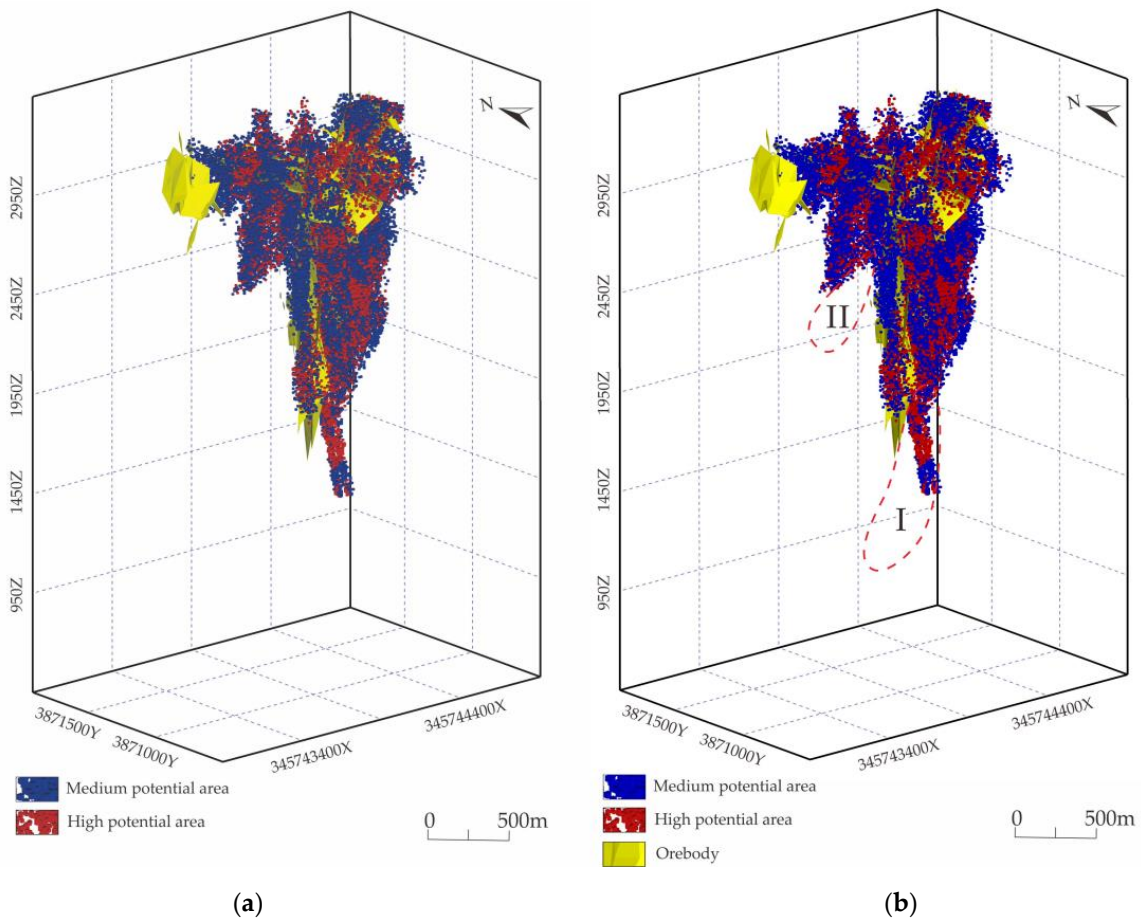 N
2950Z
2450Z
1950Z
1450Z
950Z
3871500Y
3871000Y
345743400X
345744400X
Medium potential area
High potential area
0 500m
(a)
N
2950Z
2450Z
1950Z
1450Z
950Z
II
I
3871500Y
3871000Y
345743400X
345744400X
Medium potential area
High potential area
Orebody
0 500m
(b)